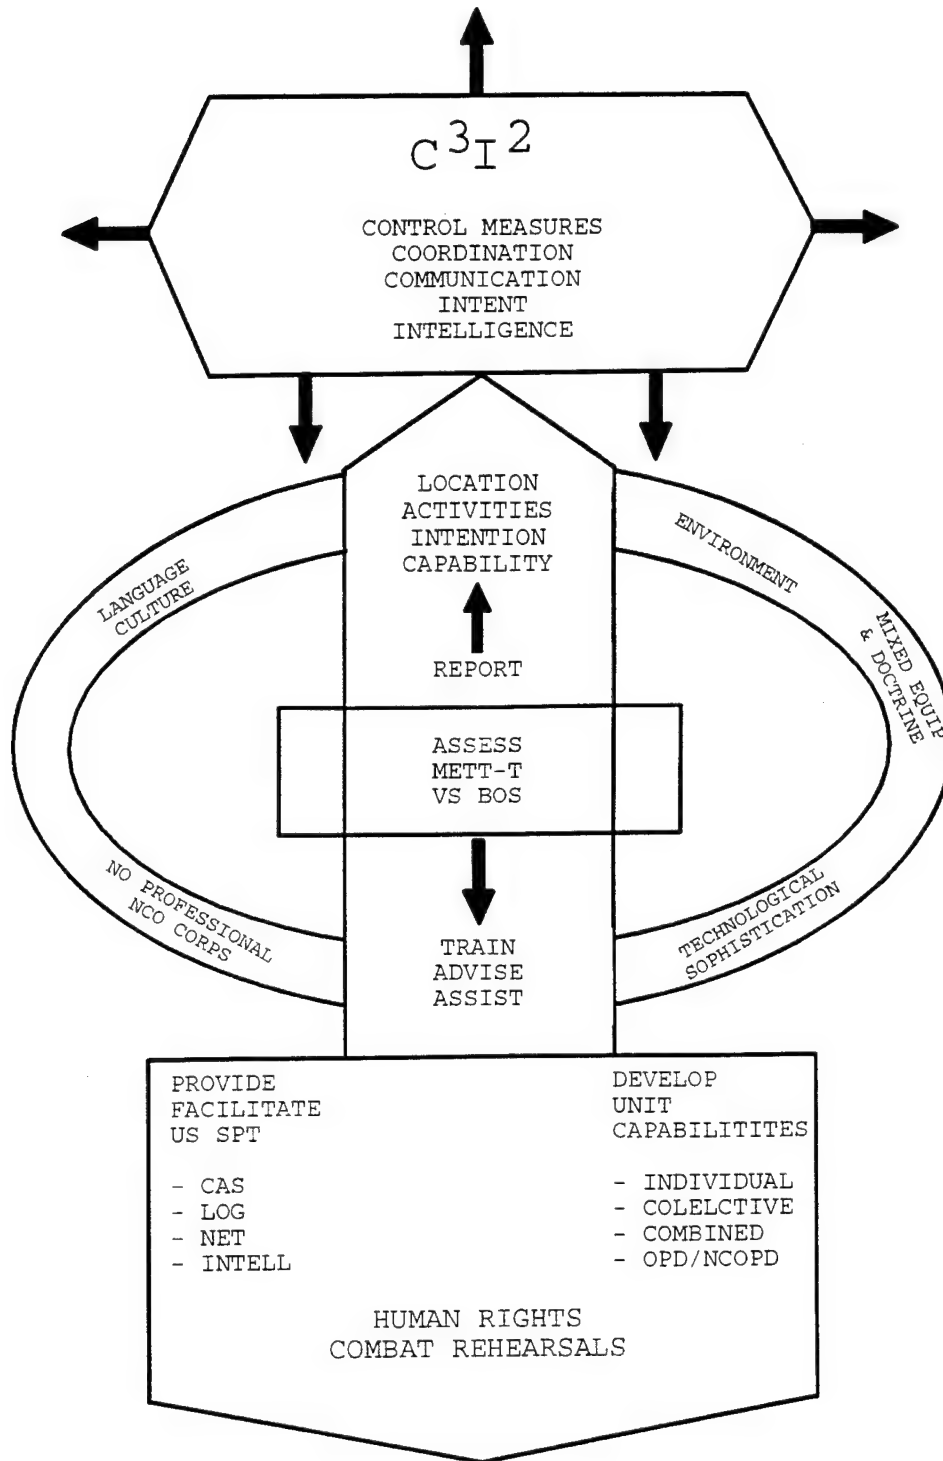 C³I²
CONTROL MEASURES
COORDINATION
COMMUNICATION
INTENT
INTELLIGENCE
LOCATION
ACTIVITIES
INTENTION
CAPABILITY
LANGUAGE
CULTURE
ENVIRONMENT
MIXED EQUIP
& DOCTRINE
REPORT
ASSESS
METT-T
VS BOS
NO PROFESSIONAL
NCO CORPS
TECHNOLOGICAL
SOPHISTICATION
TRAIN
ADVISE
ASSIST
PROVIDE
FACILITATE
US SPT
- CAS
- LOG
- NET
- INTELL
DEVELOP
UNIT
CAPABILITITES
- INDIVIDUAL
- COLELCTIVE
- COMBINED
- OPD/NCOPD
HUMAN RIGHTS
COMBAT REHEARSALS